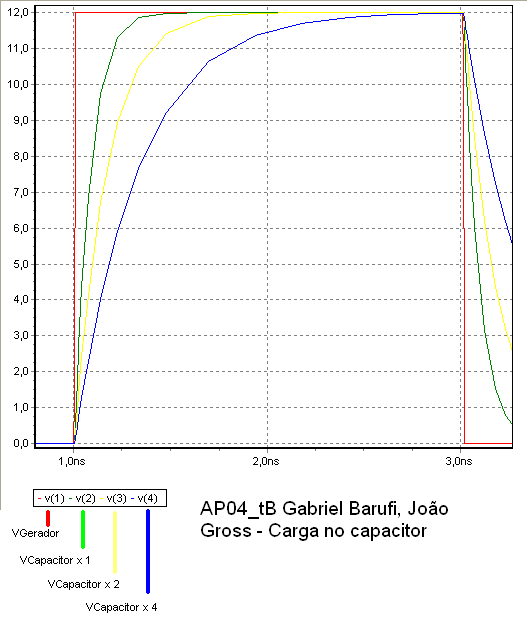 12,0
11,0
10,0
9,0
8,0
7,0
6,0
5,0
4,0
3,0
2,0
1,0
0,0
1,0ns 2,0ns 3,0ns
- v(1) - v(2) - v(3) - v(4)
VGerador
VCapacitor x 1
VCapacitor x 2
VCapacitor x 4
AP04_tB Gabriel Barufi, João
Gross - Carga no capacitor